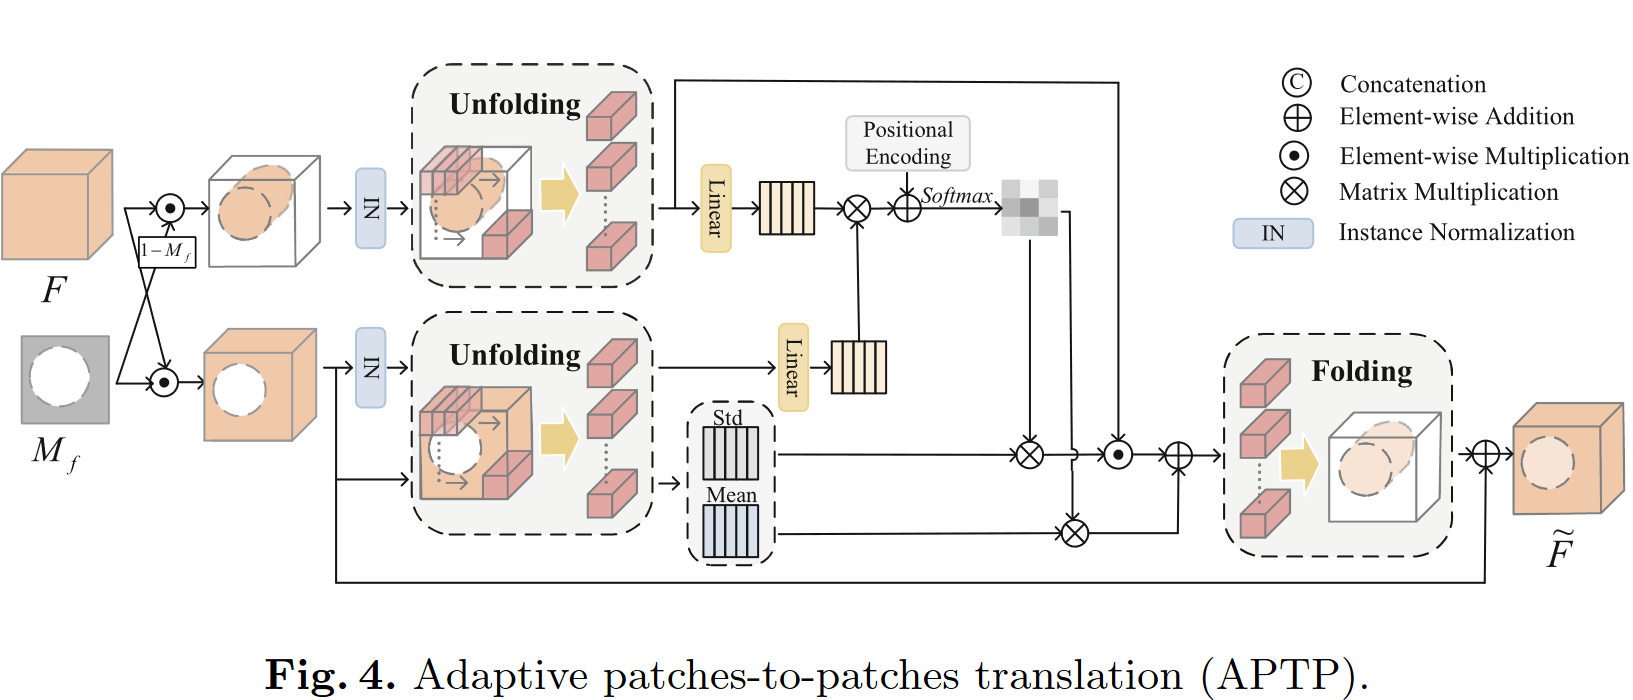 F
M_f
1−M_f
IN
Unfolding
Linear
Positional
Encoding
Softmax
IN
Unfolding
Linear
Std
Mean
Folding
F̃
C Concatenation
Element-wise Addition
Element-wise Multiplication
Matrix Multiplication
IN Instance Normalization
Fig. 4. Adaptive patches-to-patches translation (APTP).